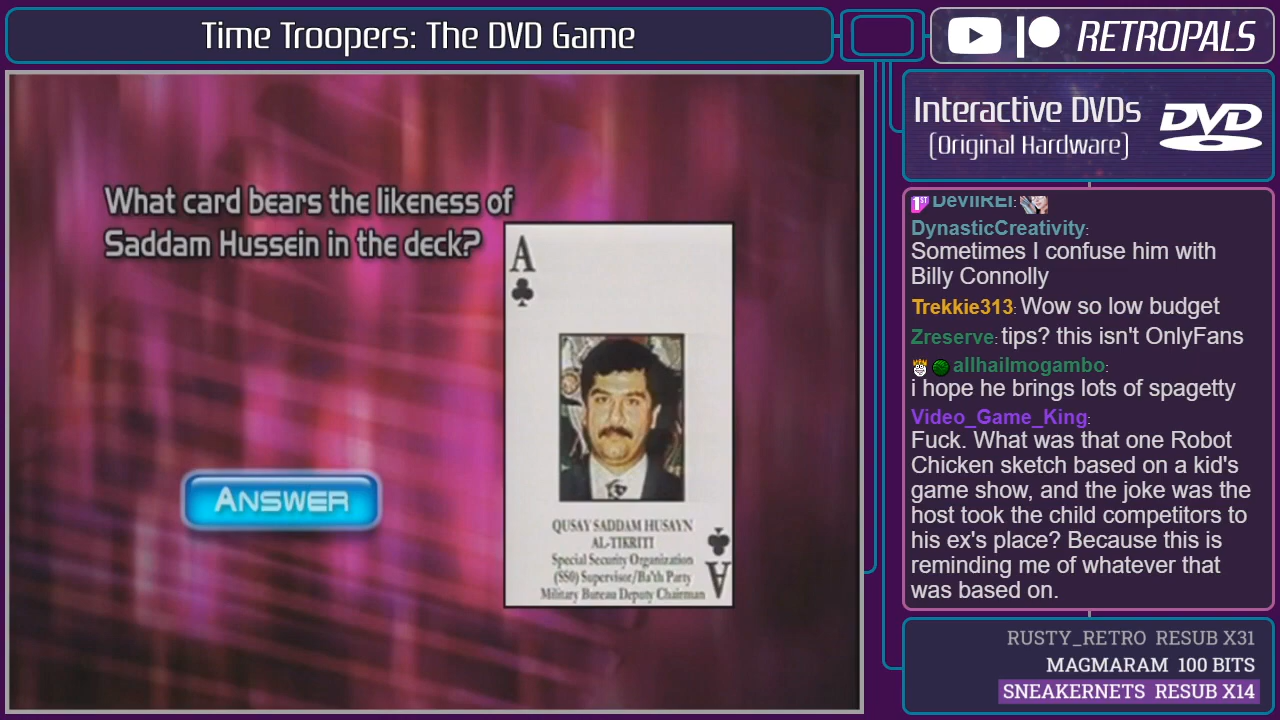 Time Troopers: The DVD Game
RETROPALS
Interactive DVDs
(Original Hardware)
DVD
What card bears the likeness of
Saddam Hussein in the deck?
A
QUSAY SADDAM HUSAYN
AL-TIKRITI
Special Security Organization
(SSO) Supervisor/Ba'th Party
Military Bureau Deputy Chairman
A
ANSWER
1ST DevilREI:
DynasticCreativity:
Sometimes I confuse him with
Billy Connolly
Trekkie313: Wow so low budget
Zreserve: tips? this isn't OnlyFans
allhailmogambo:
i hope he brings lots of spagetty
Video_Game_King:
Fuck. What was that one Robot
Chicken sketch based on a kid's
game show, and the joke was the
host took the child competitors to
his ex's place? Because this is
reminding me of whatever that
was based on.
RUSTY_RETRO RESUB X31
MAGMARAM 100 BITS
SNEAKERNETS RESUB X14